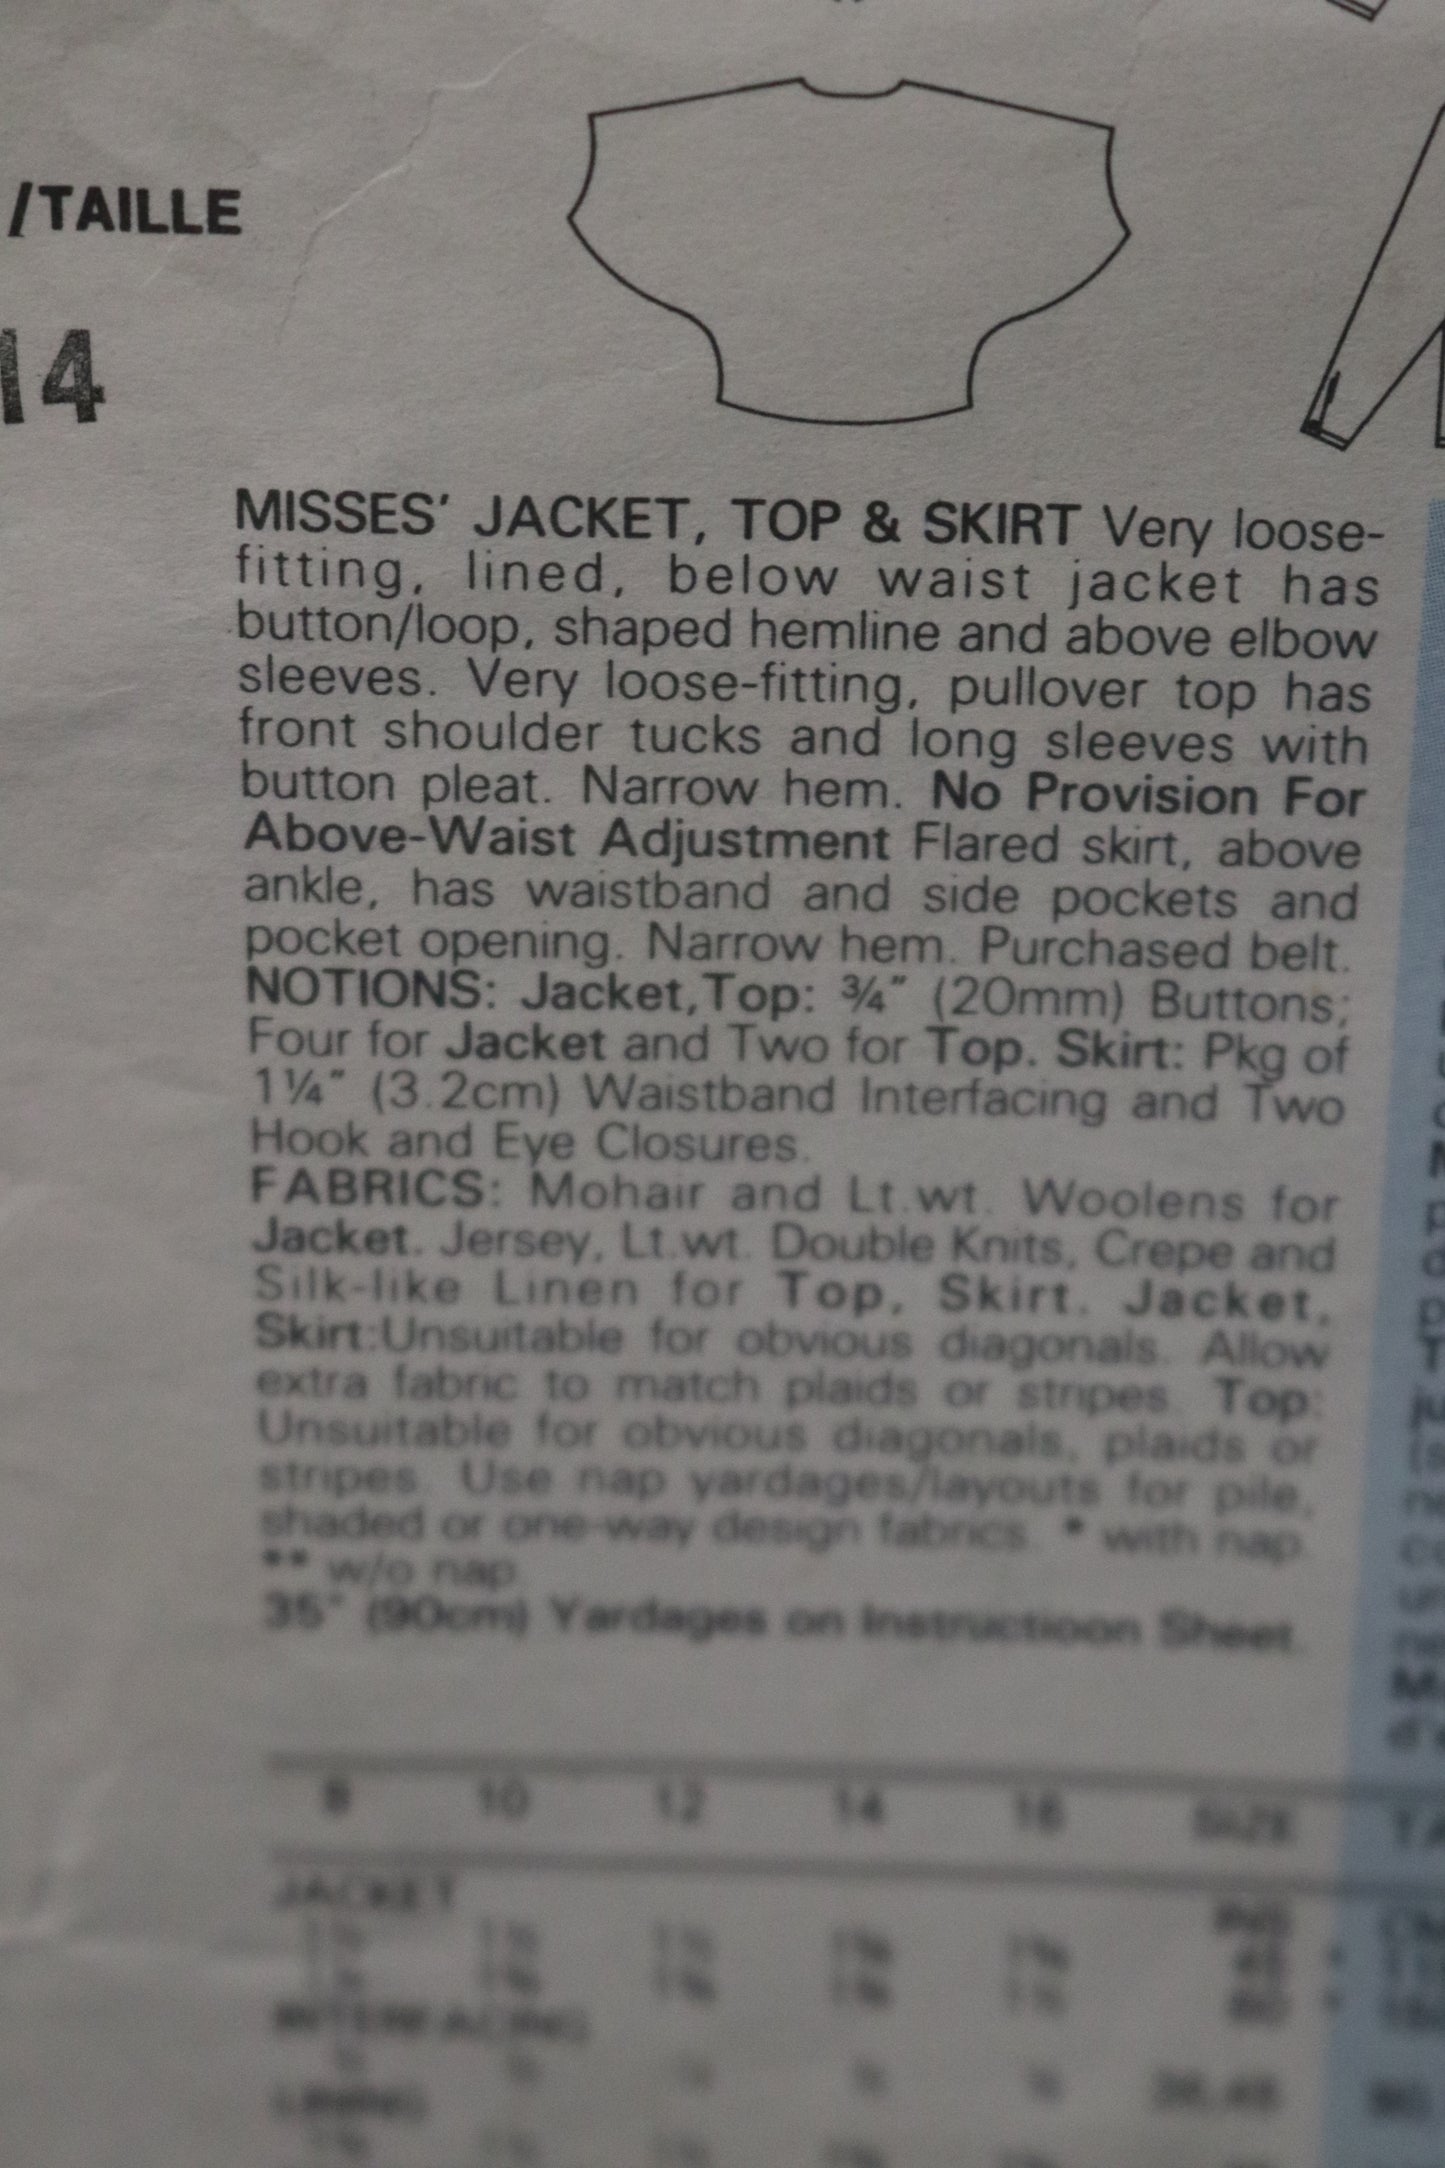 /TAILLE
14
MISSES' JACKET, TOP & SKIRT Very loose-
fitting, lined, below waist jacket has
button/loop, shaped hemline and above elbow
sleeves. Very loose-fitting, pullover top has
front shoulder tucks and long sleeves with
button pleat. Narrow hem. No Provision For
Above-Waist Adjustment Flared skirt, above
ankle, has waistband and side pockets and
pocket opening. Narrow hem. Purchased belt.
NOTIONS: Jacket,Top: ¾" (20mm) Buttons;
Four for Jacket and Two for Top. Skirt: Pkg of
1¼" (3.2cm) Waistband Interfacing and Two
Hook and Eye Closures.
FABRICS: Mohair and Lt.wt. Woolens for
Jacket. Jersey, Lt.wt. Double Knits, Crepe and
Silk-like Linen for Top, Skirt. Jacket,
Skirt:Unsuitable for obvious diagonals. Allow
extra fabric to match plaids or stripes. Top:
Unsuitable for obvious diagonals, plaids or
stripes. Use nap yardages/layouts for pile,
shaded or one-way design fabrics. * with nap.
** w/o nap
35" (90cm) Yardages on Instructioon Sheet.
8 10 12 14 16 SIZE
JACKET
INTERFACING
LINING